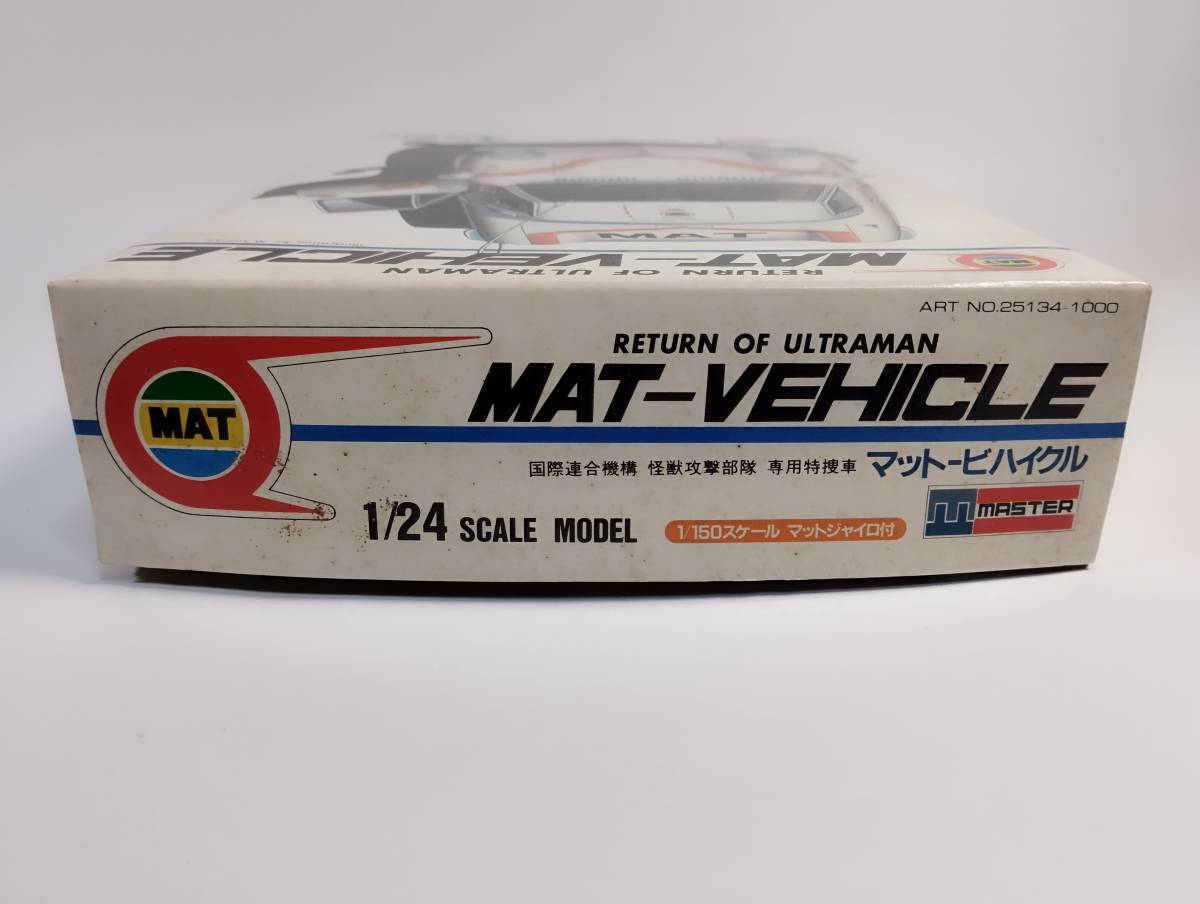 MAT
RETURN OF ULTRAMAN
MAT-VEHICLE
MAT
ART NO.25134-1000
RETURN OF ULTRAMAN
MAT-VEHICLE
MAT
国際連合機構 怪獣攻撃部隊 専用特捜車 マットービハイクル
1/24 SCALE MODEL
1/150スケール マットジャイロ付
MASTER